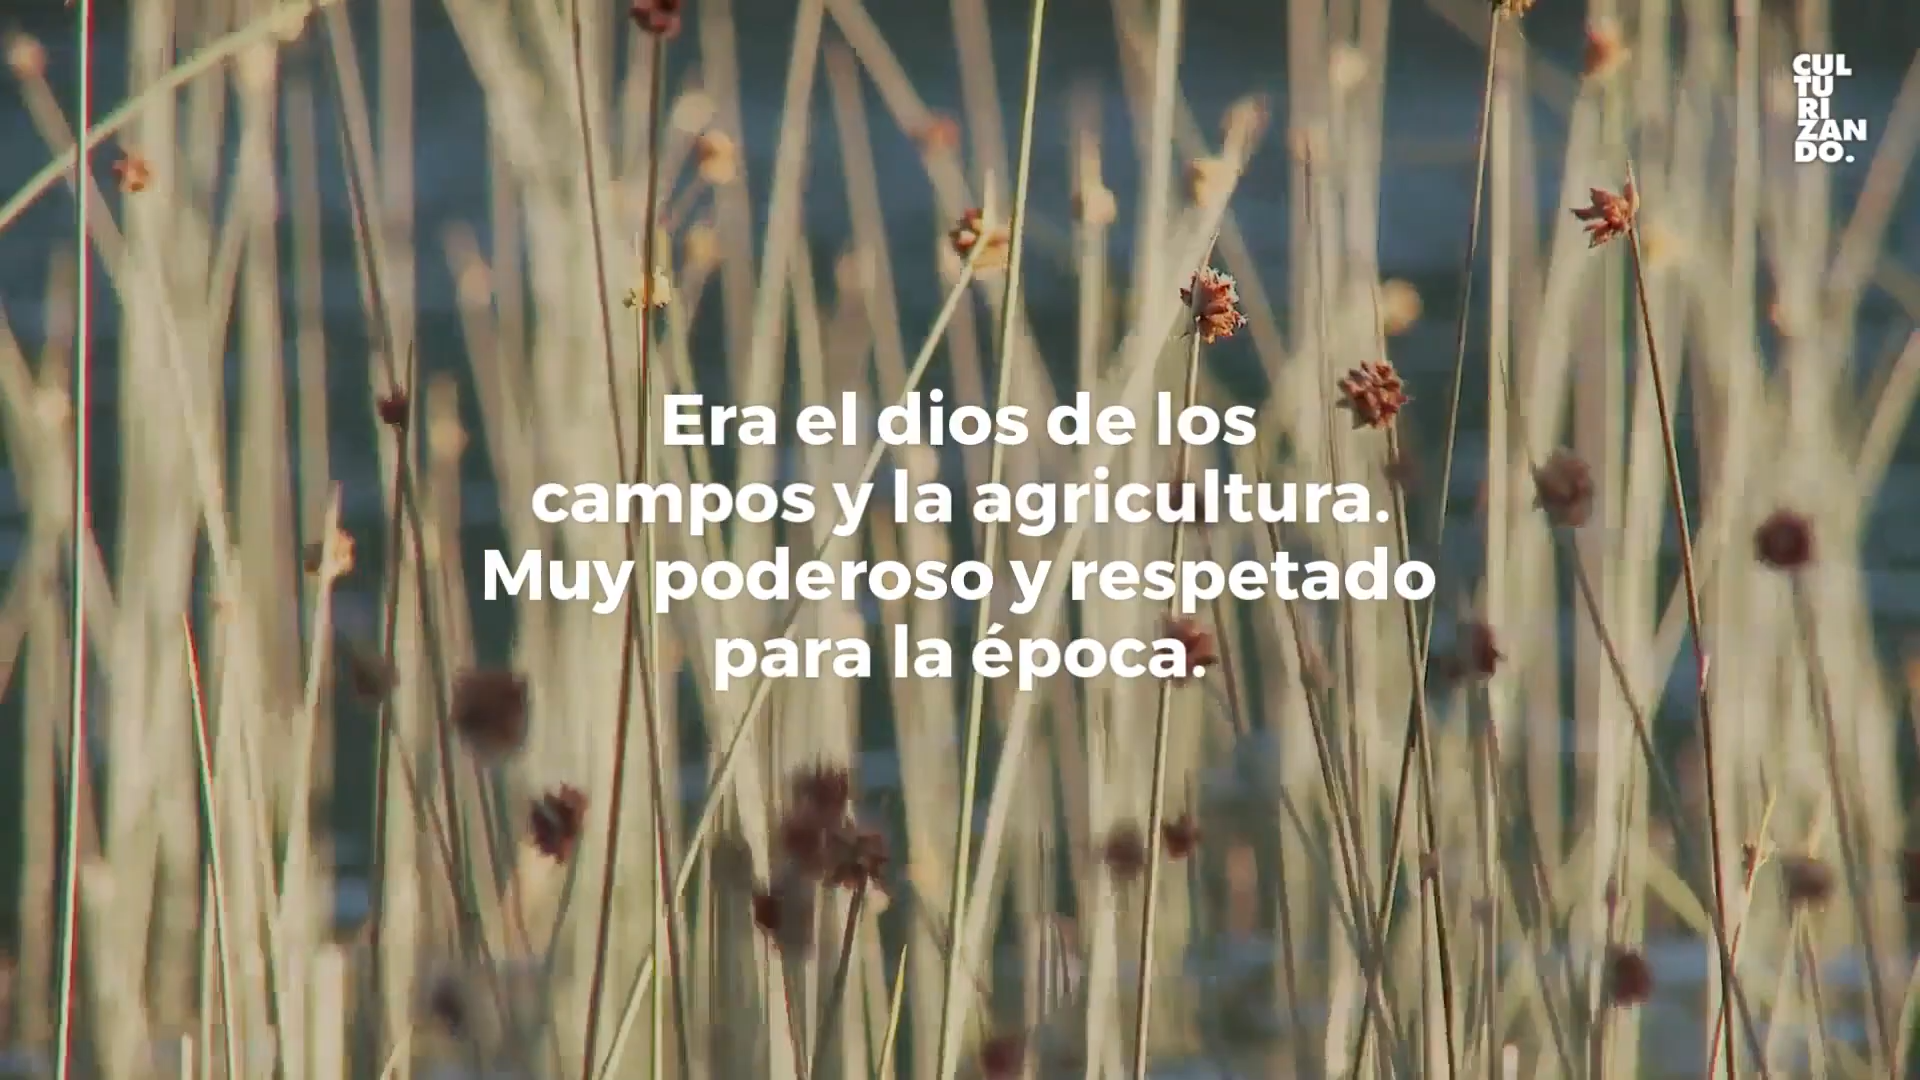 CUL
TU
RI
ZAN
DO.
Era el dios de los
campos y la agricultura.
Muy poderoso y respetado
para la época.